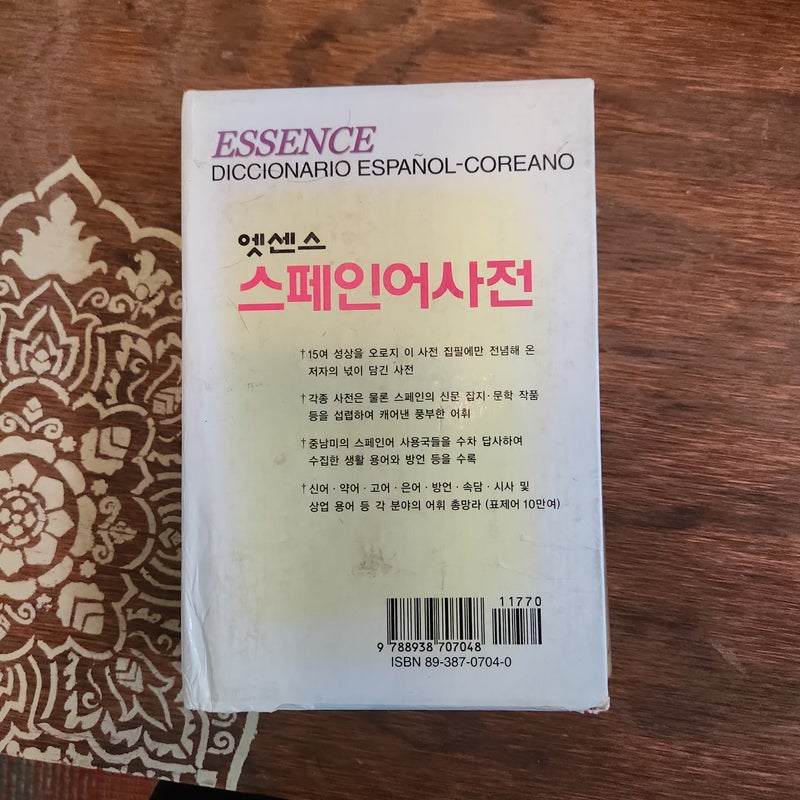 ESSENCE
DICCIONARIO ESPAÑOL-COREANO
엣센스
스페인어사전
† 15여 성상을 오로지 이 사전 집필에만 전념해 온
저자의 넋이 담긴 사전
† 각종 사전은 물론 스페인의 신문 잡지 · 문학 작품
등을 섭렵하여 캐어낸 풍부한 어휘
† 중남미의 스페인어 사용국들을 수차 답사하여
수집한 생활 용어와 방언 등을 수록
† 신어 · 약어 · 고어 · 은어 · 방언 · 속담 · 시사 및
상업 용어 등 각 분야의 어휘 총망라 (표제어 10만여)
11770
9 788938 707048
ISBN 89-387-0704-0